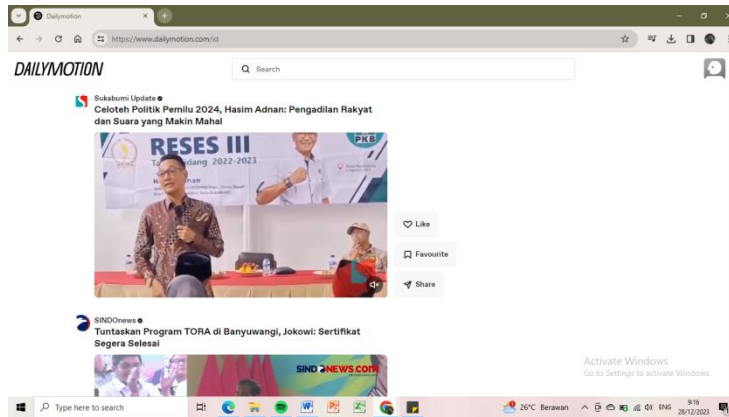 Dailymotion
https://www.dailymotion.com/id
DAILYMOTION
Search
Sukabumi Update
Celoteh Politik Pemilu 2024, Hasim Adnan: Pengadilan Rakyat
dan Suara yang Makin Mahal
RESES III
Sidang 2022-2023
PKB
Like
Favourite
Share
SINDOnews
Tuntaskan Program TORA di Banyuwangi, Jokowi: Sertifikat
Segera Selesai
SINDONEWS.COM
Activate Windows
Go to Settings to activate Windows.
Type here to search
26°C Berawan
ENG
9:16
28/12/2023